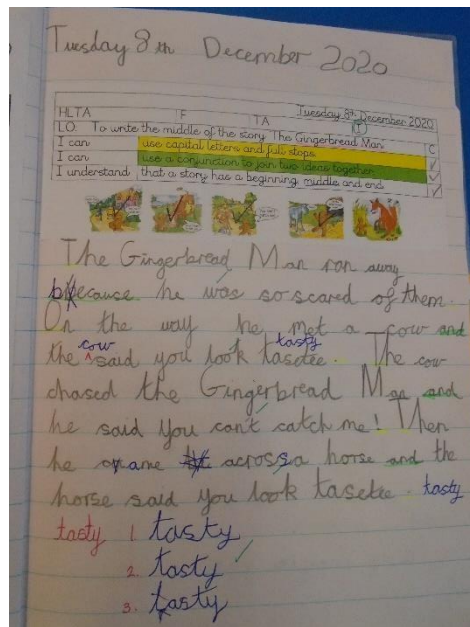 Tuesday 8th December 2020
HLTA F TA Tuesday 8th December 2020
I
LO: To write the middle of the story The Gingerbread Man C
I can use capital letters and full stops
I can use a conjunction to join two ideas together
I understand that a story has a beginning middle and end
The Gingerbread Man ran away
because he was so scared of them.
On the way he met a cow and
cow tasty
the ^ said you look tasdee. The cow
chased the Gingerbread Man and
he said you can't catch me! Then
he came across a horse and the
horse said you look tasetee. tasty
tasty 1. tasty
2. tasty
3. tasty